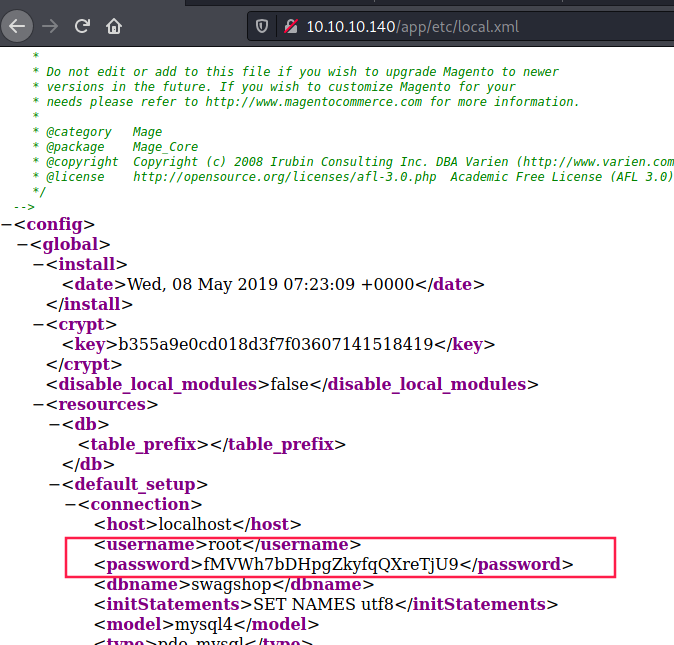 10.10.10.140/app/etc/local.xml
*
* Do not edit or add to this file if you wish to upgrade Magento to newer
* versions in the future. If you wish to customize Magento for your
* needs please refer to http://www.magentocommerce.com for more information.
*
* @category   Mage
* @package    Mage_Core
* @copyright  Copyright (c) 2008 Irubin Consulting Inc. DBA Varien (http://www.varien.com
* @license    http://opensource.org/licenses/afl-3.0.php  Academic Free License (AFL 3.0)
*/
-->
−<config>
−<global>
−<install>
<date>Wed, 08 May 2019 07:23:09 +0000</date>
</install>
−<crypt>
<key>b355a9e0cd018d3f7f03607141518419</key>
</crypt>
<disable_local_modules>false</disable_local_modules>
−<resources>
−<db>
<table_prefix></table_prefix>
</db>
−<default_setup>
−<connection>
<host>localhost</host>
<username>root</username>
<password>fMVWh7bDHpgZkyfqQXreTjU9</password>
<dbname>swagshop</dbname>
<initStatements>SET NAMES utf8</initStatements>
<model>mysql4</model>
<type>pdo_mysql</type>